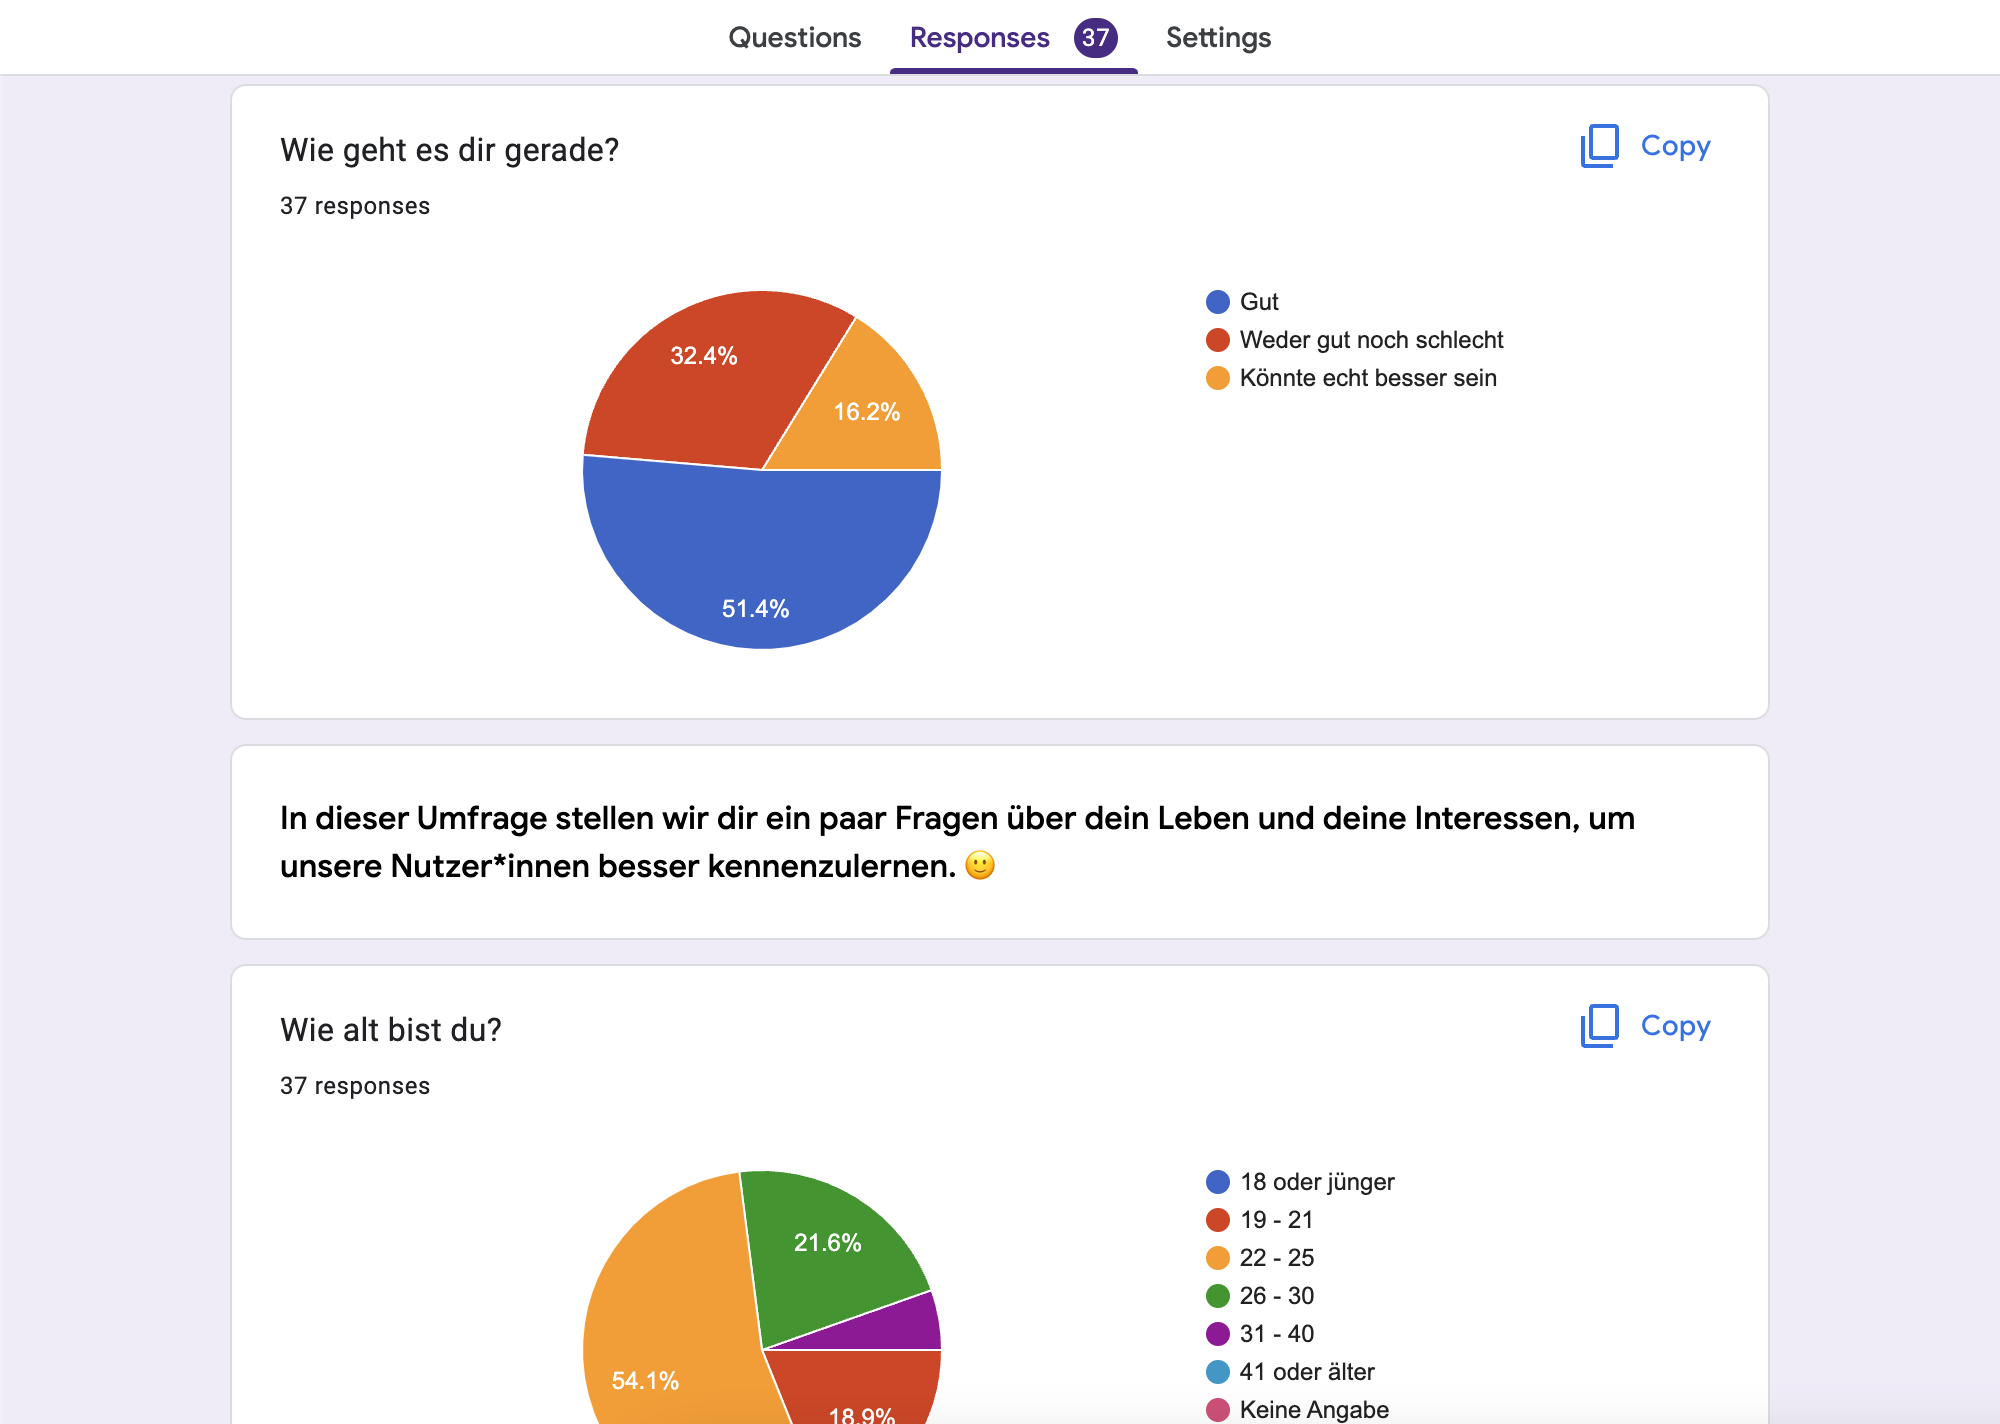 Questions
Responses 37
Settings
Wie geht es dir gerade?
Copy
37 responses
32.4%
16.2%
51.4%
Gut
Weder gut noch schlecht
Könnte echt besser sein
In dieser Umfrage stellen wir dir ein paar Fragen über dein Leben und deine Interessen, um
unsere Nutzer*innen besser kennenzulernen. 🙂
Wie alt bist du?
Copy
37 responses
21.6%
54.1%
18.9%
18 oder jünger
19 - 21
22 - 25
26 - 30
31 - 40
41 oder älter
Keine Angabe